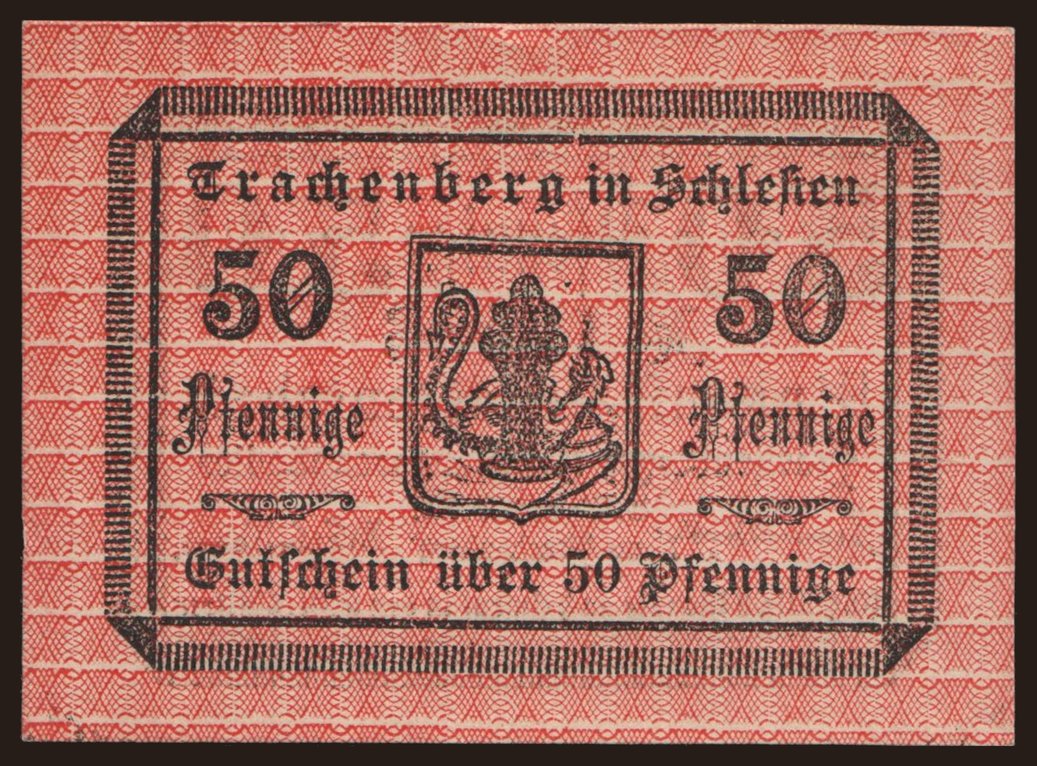 Trachenberg in Schlesien
50 50
Pfennige Pfennige
Gutschein über 50 Pfennige